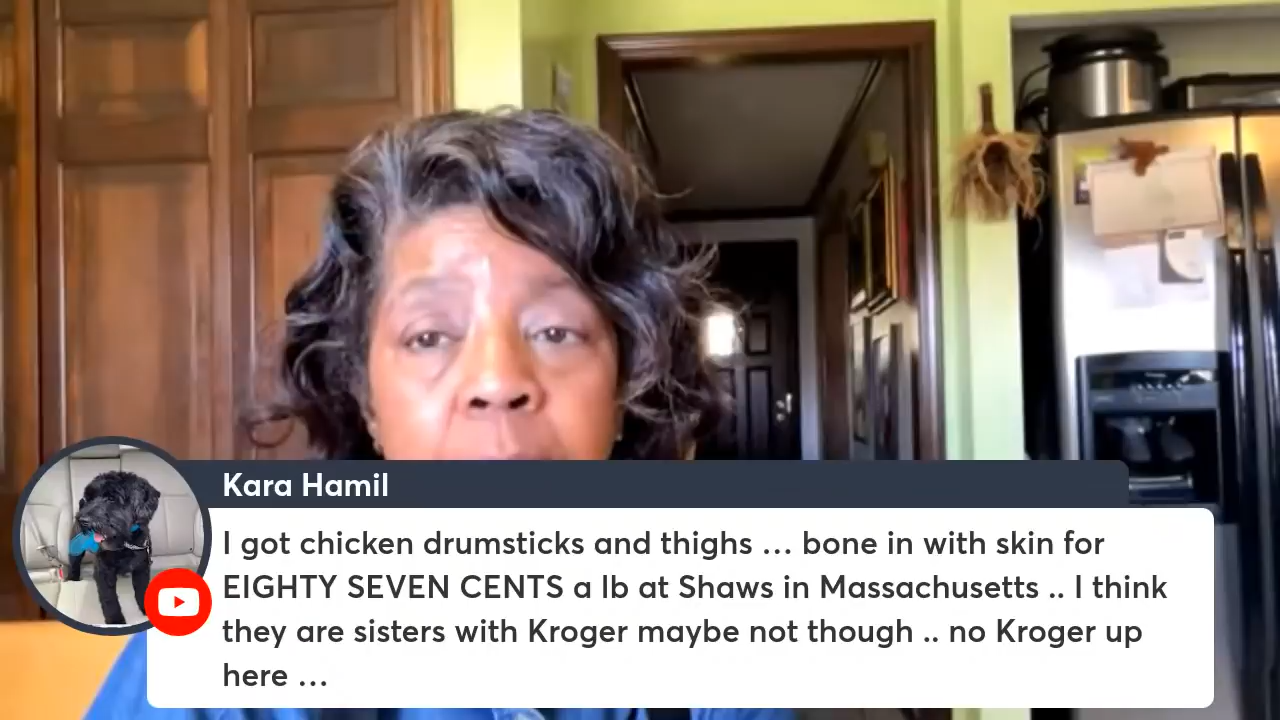 Kara Hamil
I got chicken drumsticks and thighs ... bone in with skin for
EIGHTY SEVEN CENTS a lb at Shaws in Massachusetts .. I think
they are sisters with Kroger maybe not though .. no Kroger up
here ...